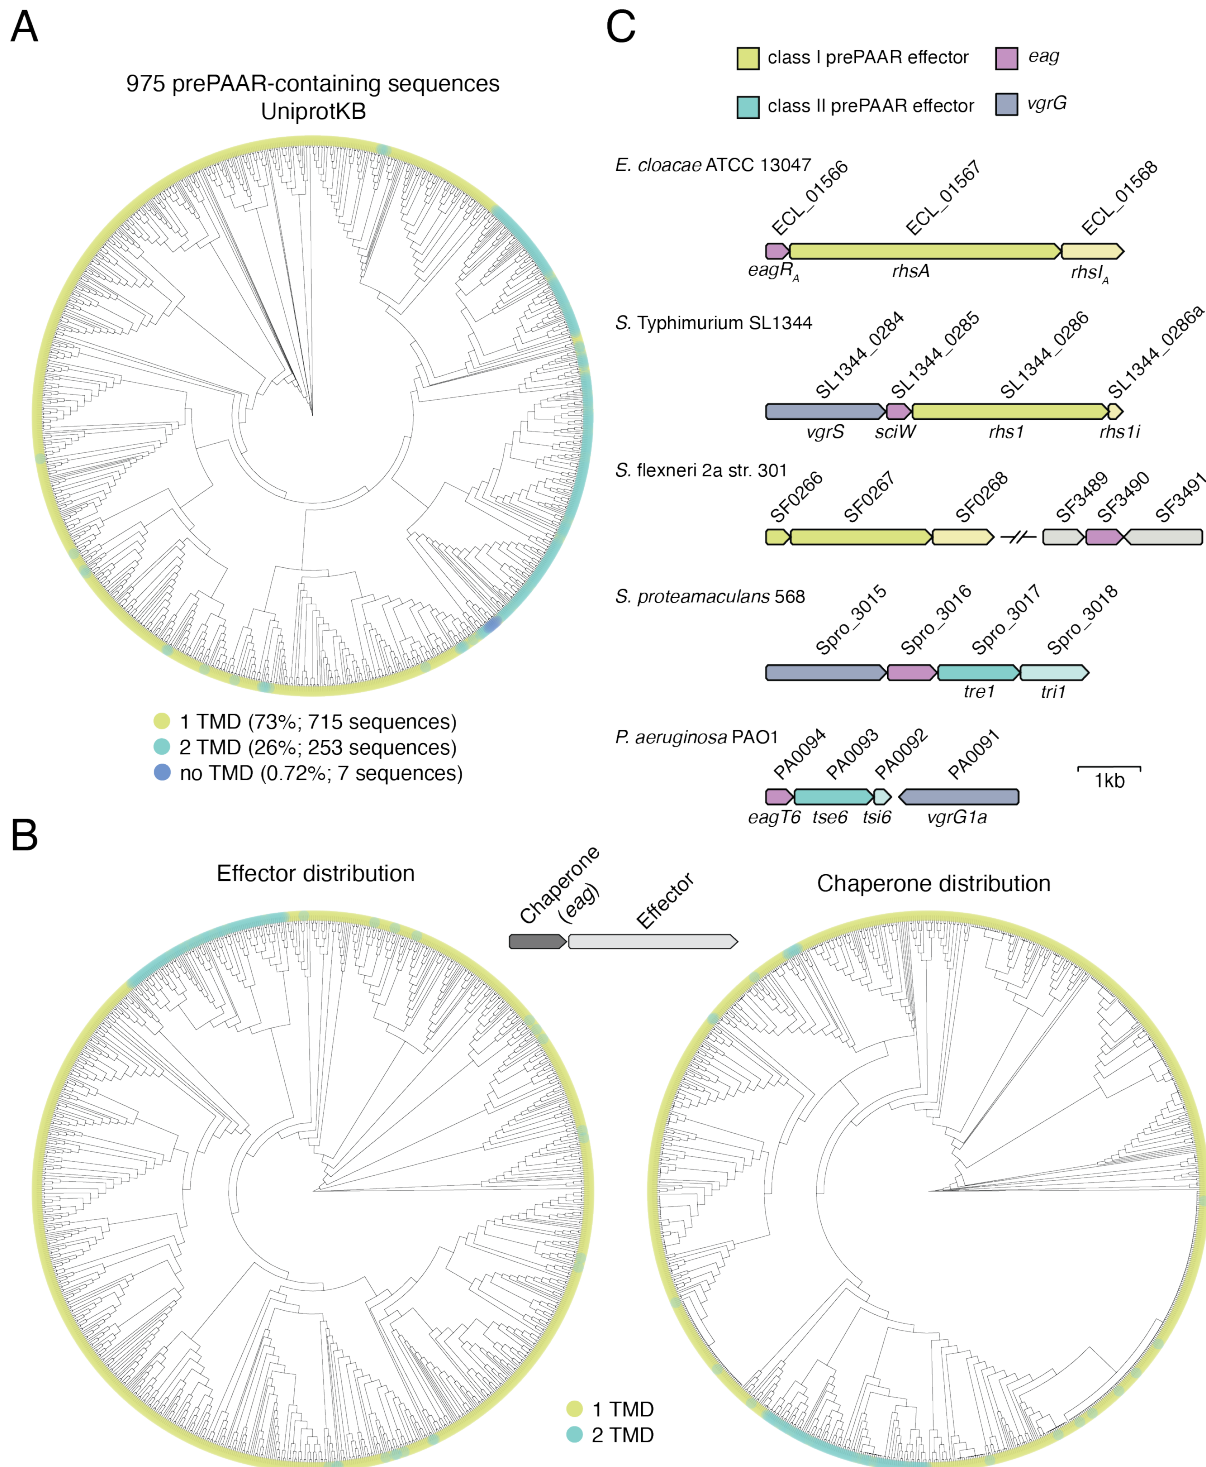 A
975 prePAAR-containing sequences
UniprotKB
1 TMD (73%; 715 sequences)
2 TMD (26%; 253 sequences)
no TMD (0.72%; 7 sequences)
C
class I prePAAR effector
eag
class II prePAAR effector
vgrG
E. cloacae ATCC 13047
ECL_01566
ECL_01567
ECL_01568
eagRA
rhsA
rhsIA
S. Typhimurium SL1344
SL1344_0284
SL1344_0285
SL1344_0286
SL1344_0286a
vgrS
sciW
rhs1
rhs1i
S. flexneri 2a str. 301
SF0266
SF0267
SF0268
SF3489
SF3490
SF3491
S. proteamaculans 568
Spro_3015
Spro_3016
Spro_3017
Spro_3018
tre1
tri1
P. aeruginosa PAO1
PA0094
PA0093
PA0092
PA0091
eagT6
tse6
tsi6
vgrG1a
1kb
B
Effector distribution
Chaperone
(eag)
Effector
Chaperone distribution
1 TMD
2 TMD